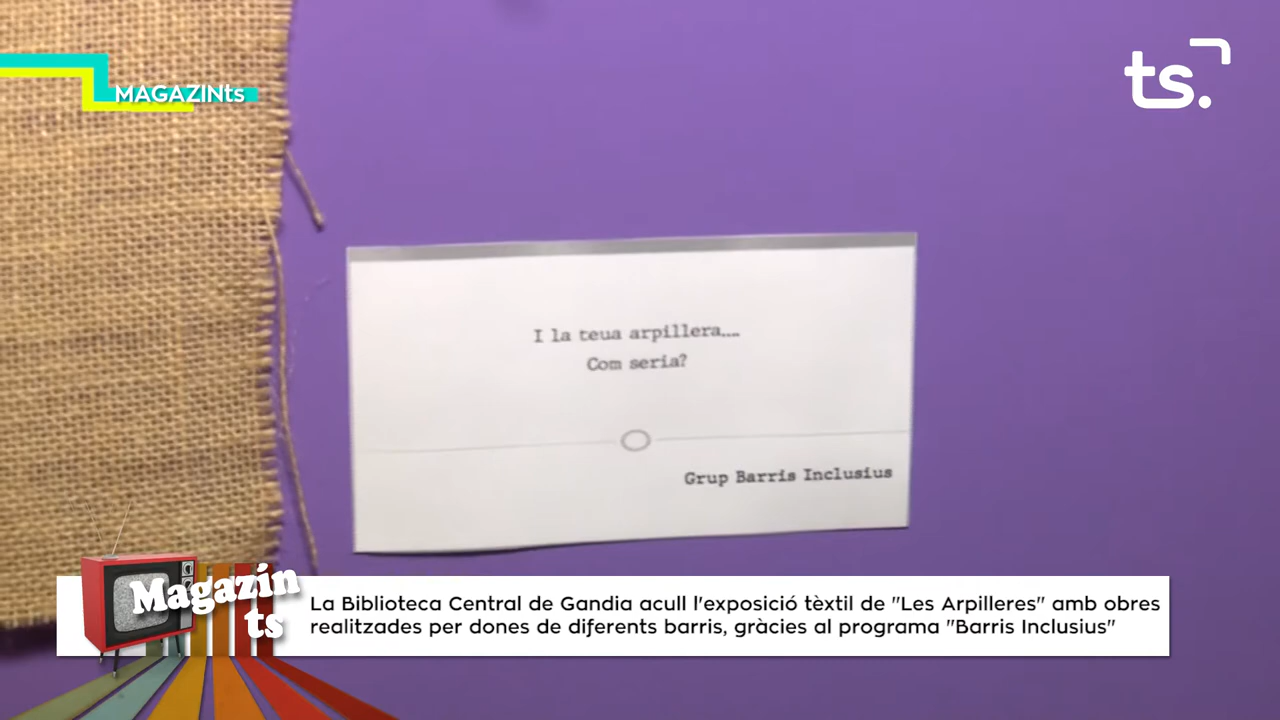 MAGAZINts
ts.
I la teua arpillera....
Com seria?
Grup Barris Inclusius
Magazin
ts
La Biblioteca Central de Gandia acull l'exposició tèxtil de "Les Arpilleres" amb obres
realitzades per dones de diferents barris, gràcies al programa "Barris Inclusius"